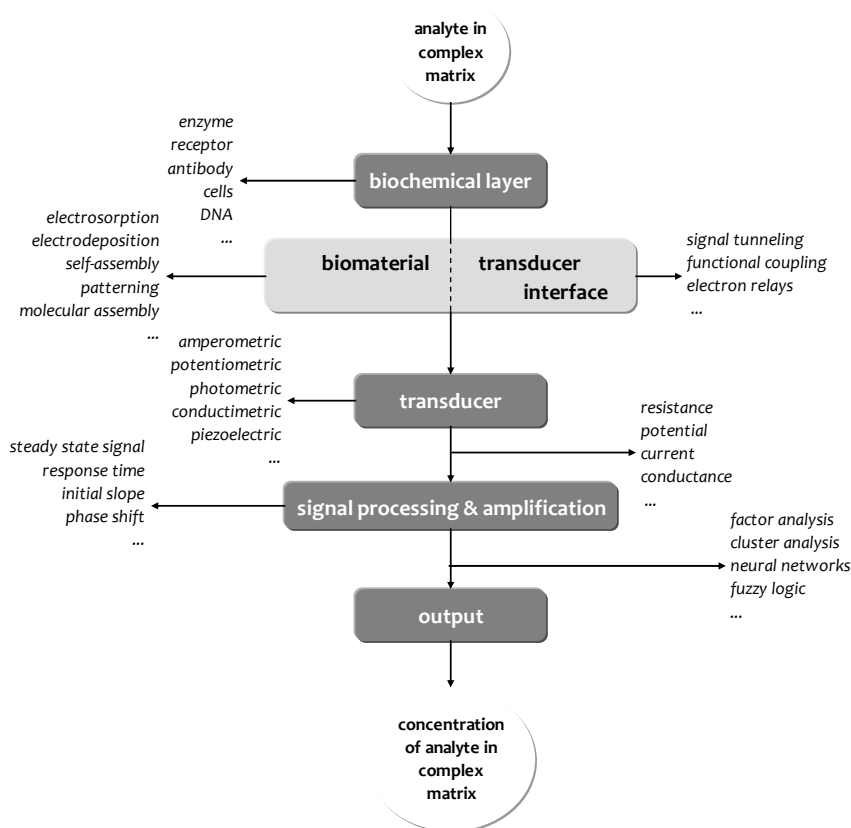 analyte in
complex
matrix
enzyme
receptor
antibody
cells
DNA
...
biochemical layer
electrosorption
electrodeposition
self-assembly
patterning
molecular assembly
...
biomaterial transducer
interface
signal tunneling
functional coupling
electron relays
...
amperometric
potentiometric
photometric
conductimetric
piezoelectric
...
transducer
resistance
potential
current
conductance
...
steady state signal
response time
initial slope
phase shift
...
signal processing & amplification
factor analysis
cluster analysis
neural networks
fuzzy logic
...
output
concentration
of analyte in
complex
matrix